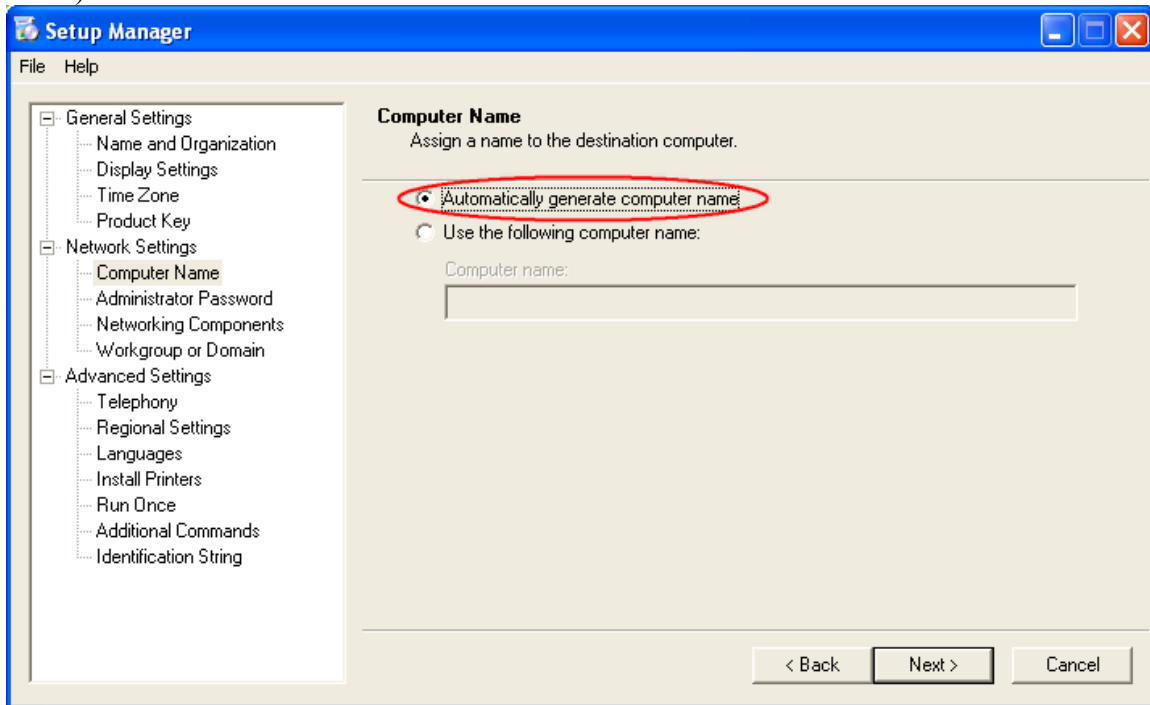 Setup Manager
File Help
General Settings
Name and Organization
Display Settings
Time Zone
Product Key
Network Settings
Computer Name
Administrator Password
Networking Components
Workgroup or Domain
Advanced Settings
Telephony
Regional Settings
Languages
Install Printers
Run Once
Additional Commands
Identification String
Computer Name
Assign a name to the destination computer.
Automatically generate computer name
Use the following computer name:
Computer name:
< Back Next > Cancel